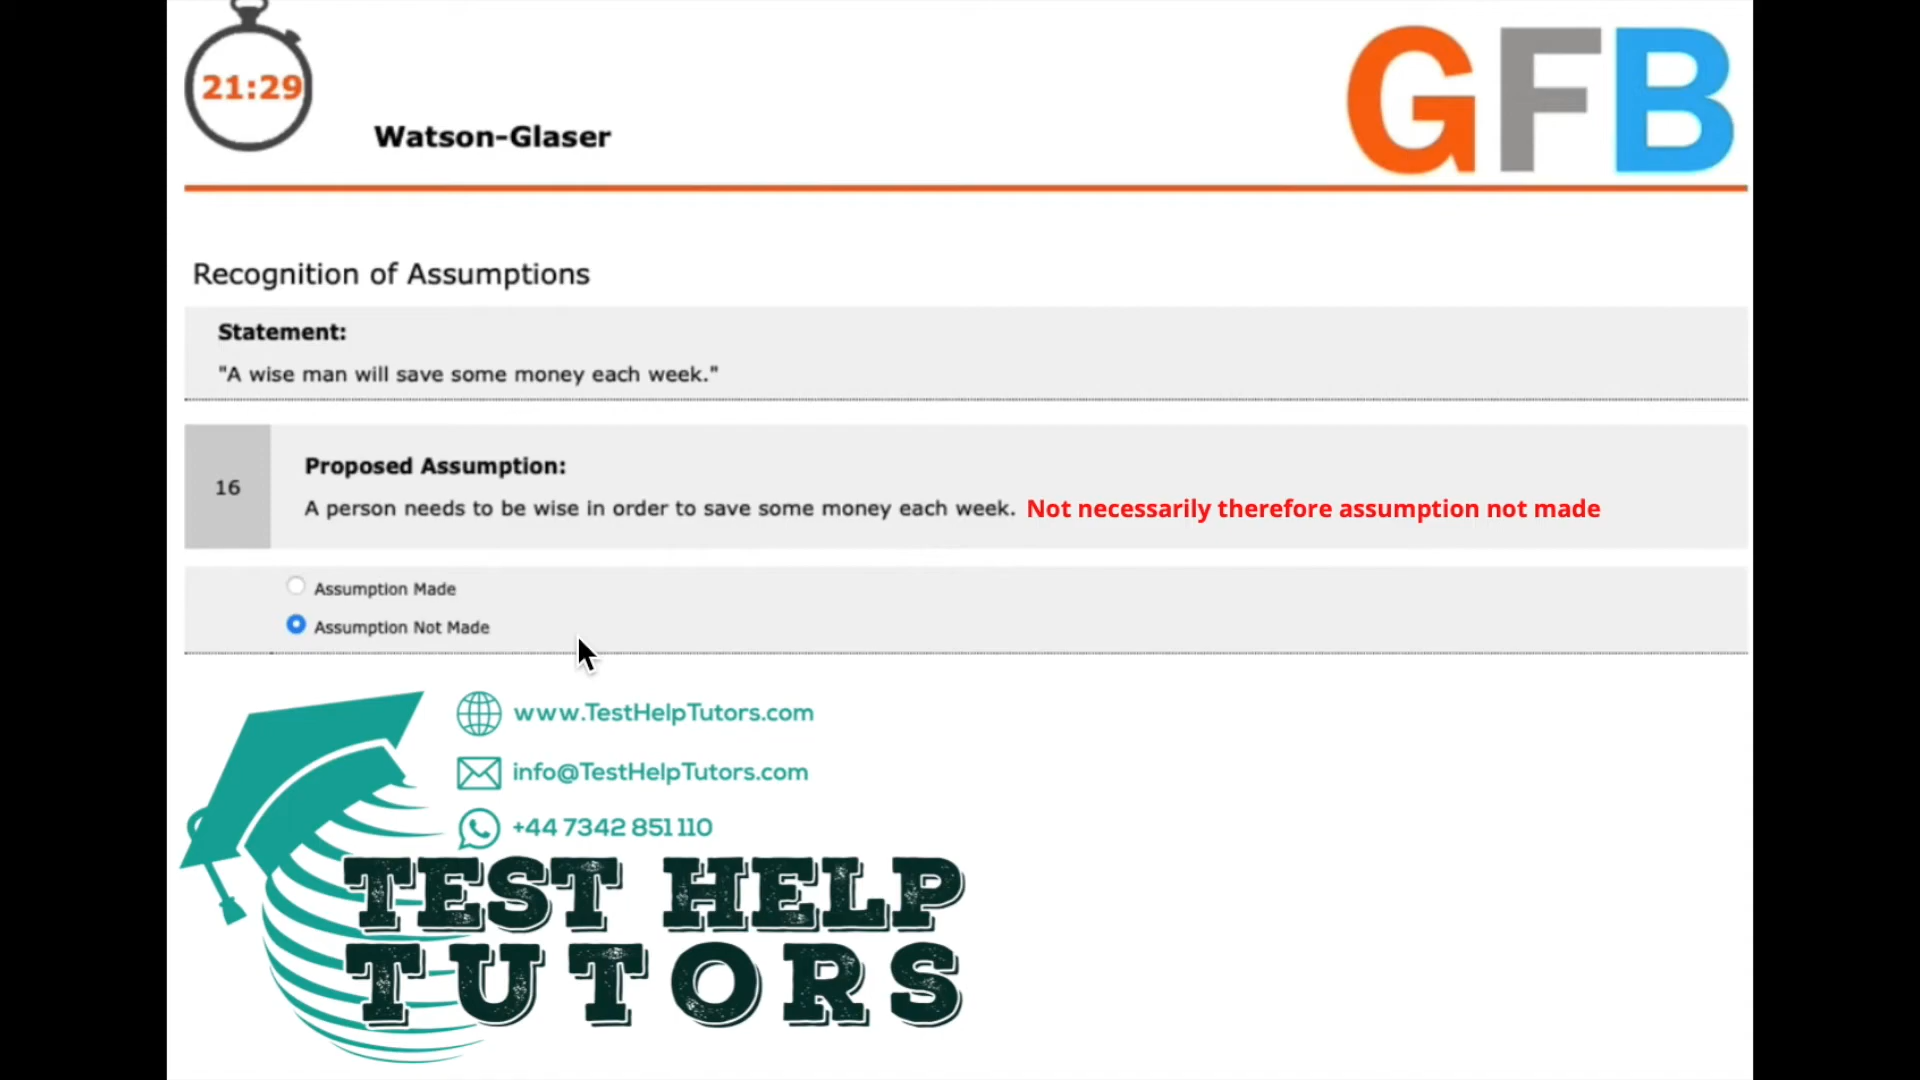 21:29
Watson-Glaser
GFB
Recognition of Assumptions
Statement:
"A wise man will save some money each week."
16
Proposed Assumption:
A person needs to be wise in order to save some money each week. Not necessarily therefore assumption not made
Assumption Made
Assumption Not Made
www.TestHelpTutors.com
info@TestHelpTutors.com
+44 7342 851 110
TEST HELP
TUTORS